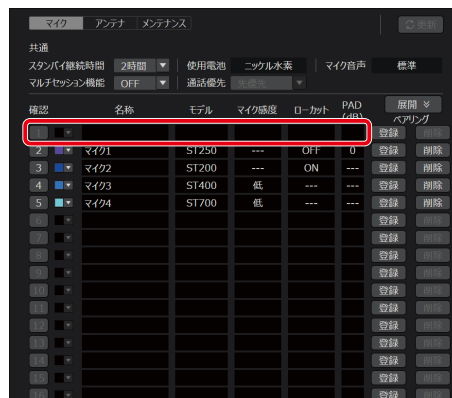 マイク アンテナ メンテナンス 更新
共通
スタンバイ継続時間 2時間 使用電池 ニッケル水素 マイク音声 標準
マルチセッション機能 OFF 通話優先 先優先
確認 名称 モデル マイク感度 ローカット PAD (dB) 展開 ペアリング
1 登録 削除
2 マイク1 ST250 --- OFF 0 登録 削除
3 マイク2 ST200 --- ON --- 登録 削除
4 マイク3 ST400 低 --- --- 登録 削除
5 マイク4 ST700 低 --- --- 登録 削除
6 登録 削除
7 登録 削除
8 登録 削除
9 登録 削除
10 登録 削除
11 登録 削除
12 登録 削除
13 登録 削除
14 登録 削除
15 登録 削除
16 登録 削除